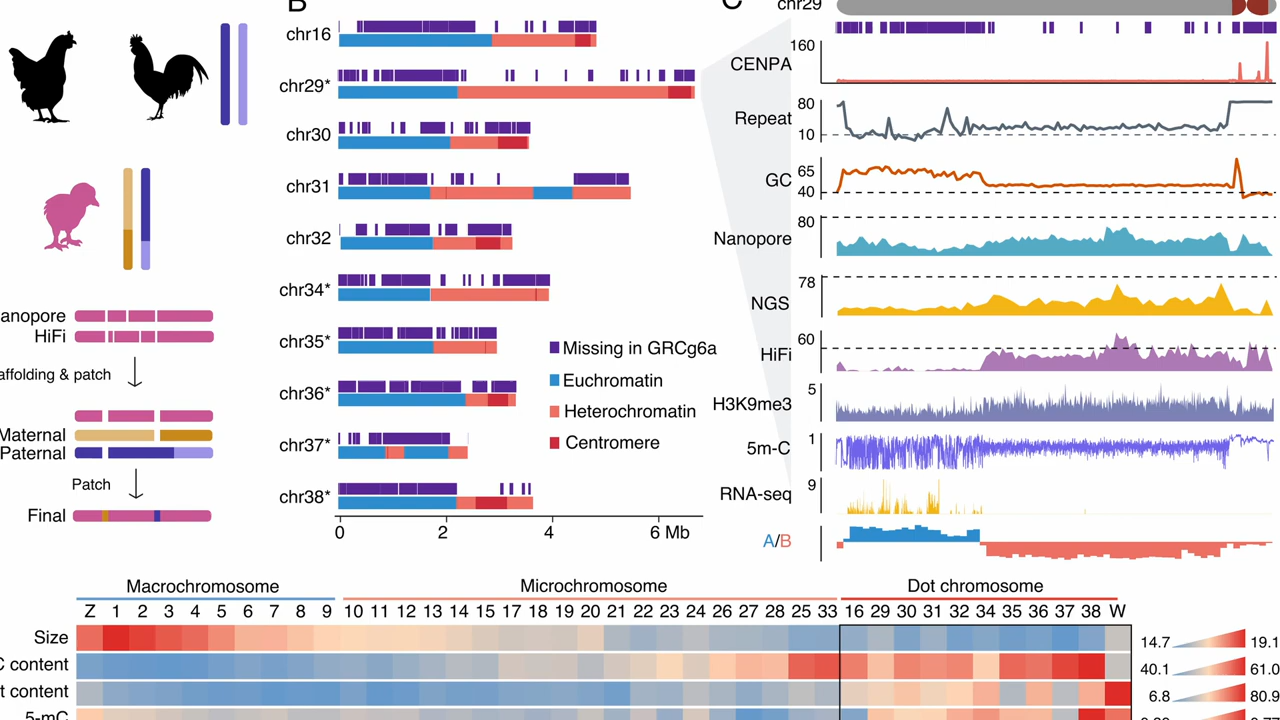 B
chr16
chr29*
chr30
chr31
chr32
chr34*
chr35*
chr36*
chr37*
chr38*
0 2 4 6 Mb
Missing in GRCg6a
Euchromatin
Heterochromatin
Centromere
anopore
HiFi
affolding & patch
Maternal
Paternal
Patch
Final
C
chr29
160
CENPA
80
Repeat
10
65
GC
40
80
Nanopore
78
NGS
60
HiFi
5
H3K9me3
1
5m-C
9
RNA-seq
A/B
Macrochromosome Microchromosome Dot chromosome
Z 1 2 3 4 5 6 7 8 9 10 11 12 13 14 15 17 18 19 20 21 22 23 24 26 27 28 25 33 16 29 30 31 32 34 35 36 37 38 W
Size 14.7 19.1
C content 40.1 61.0
t content 6.8 80.9
5-mC